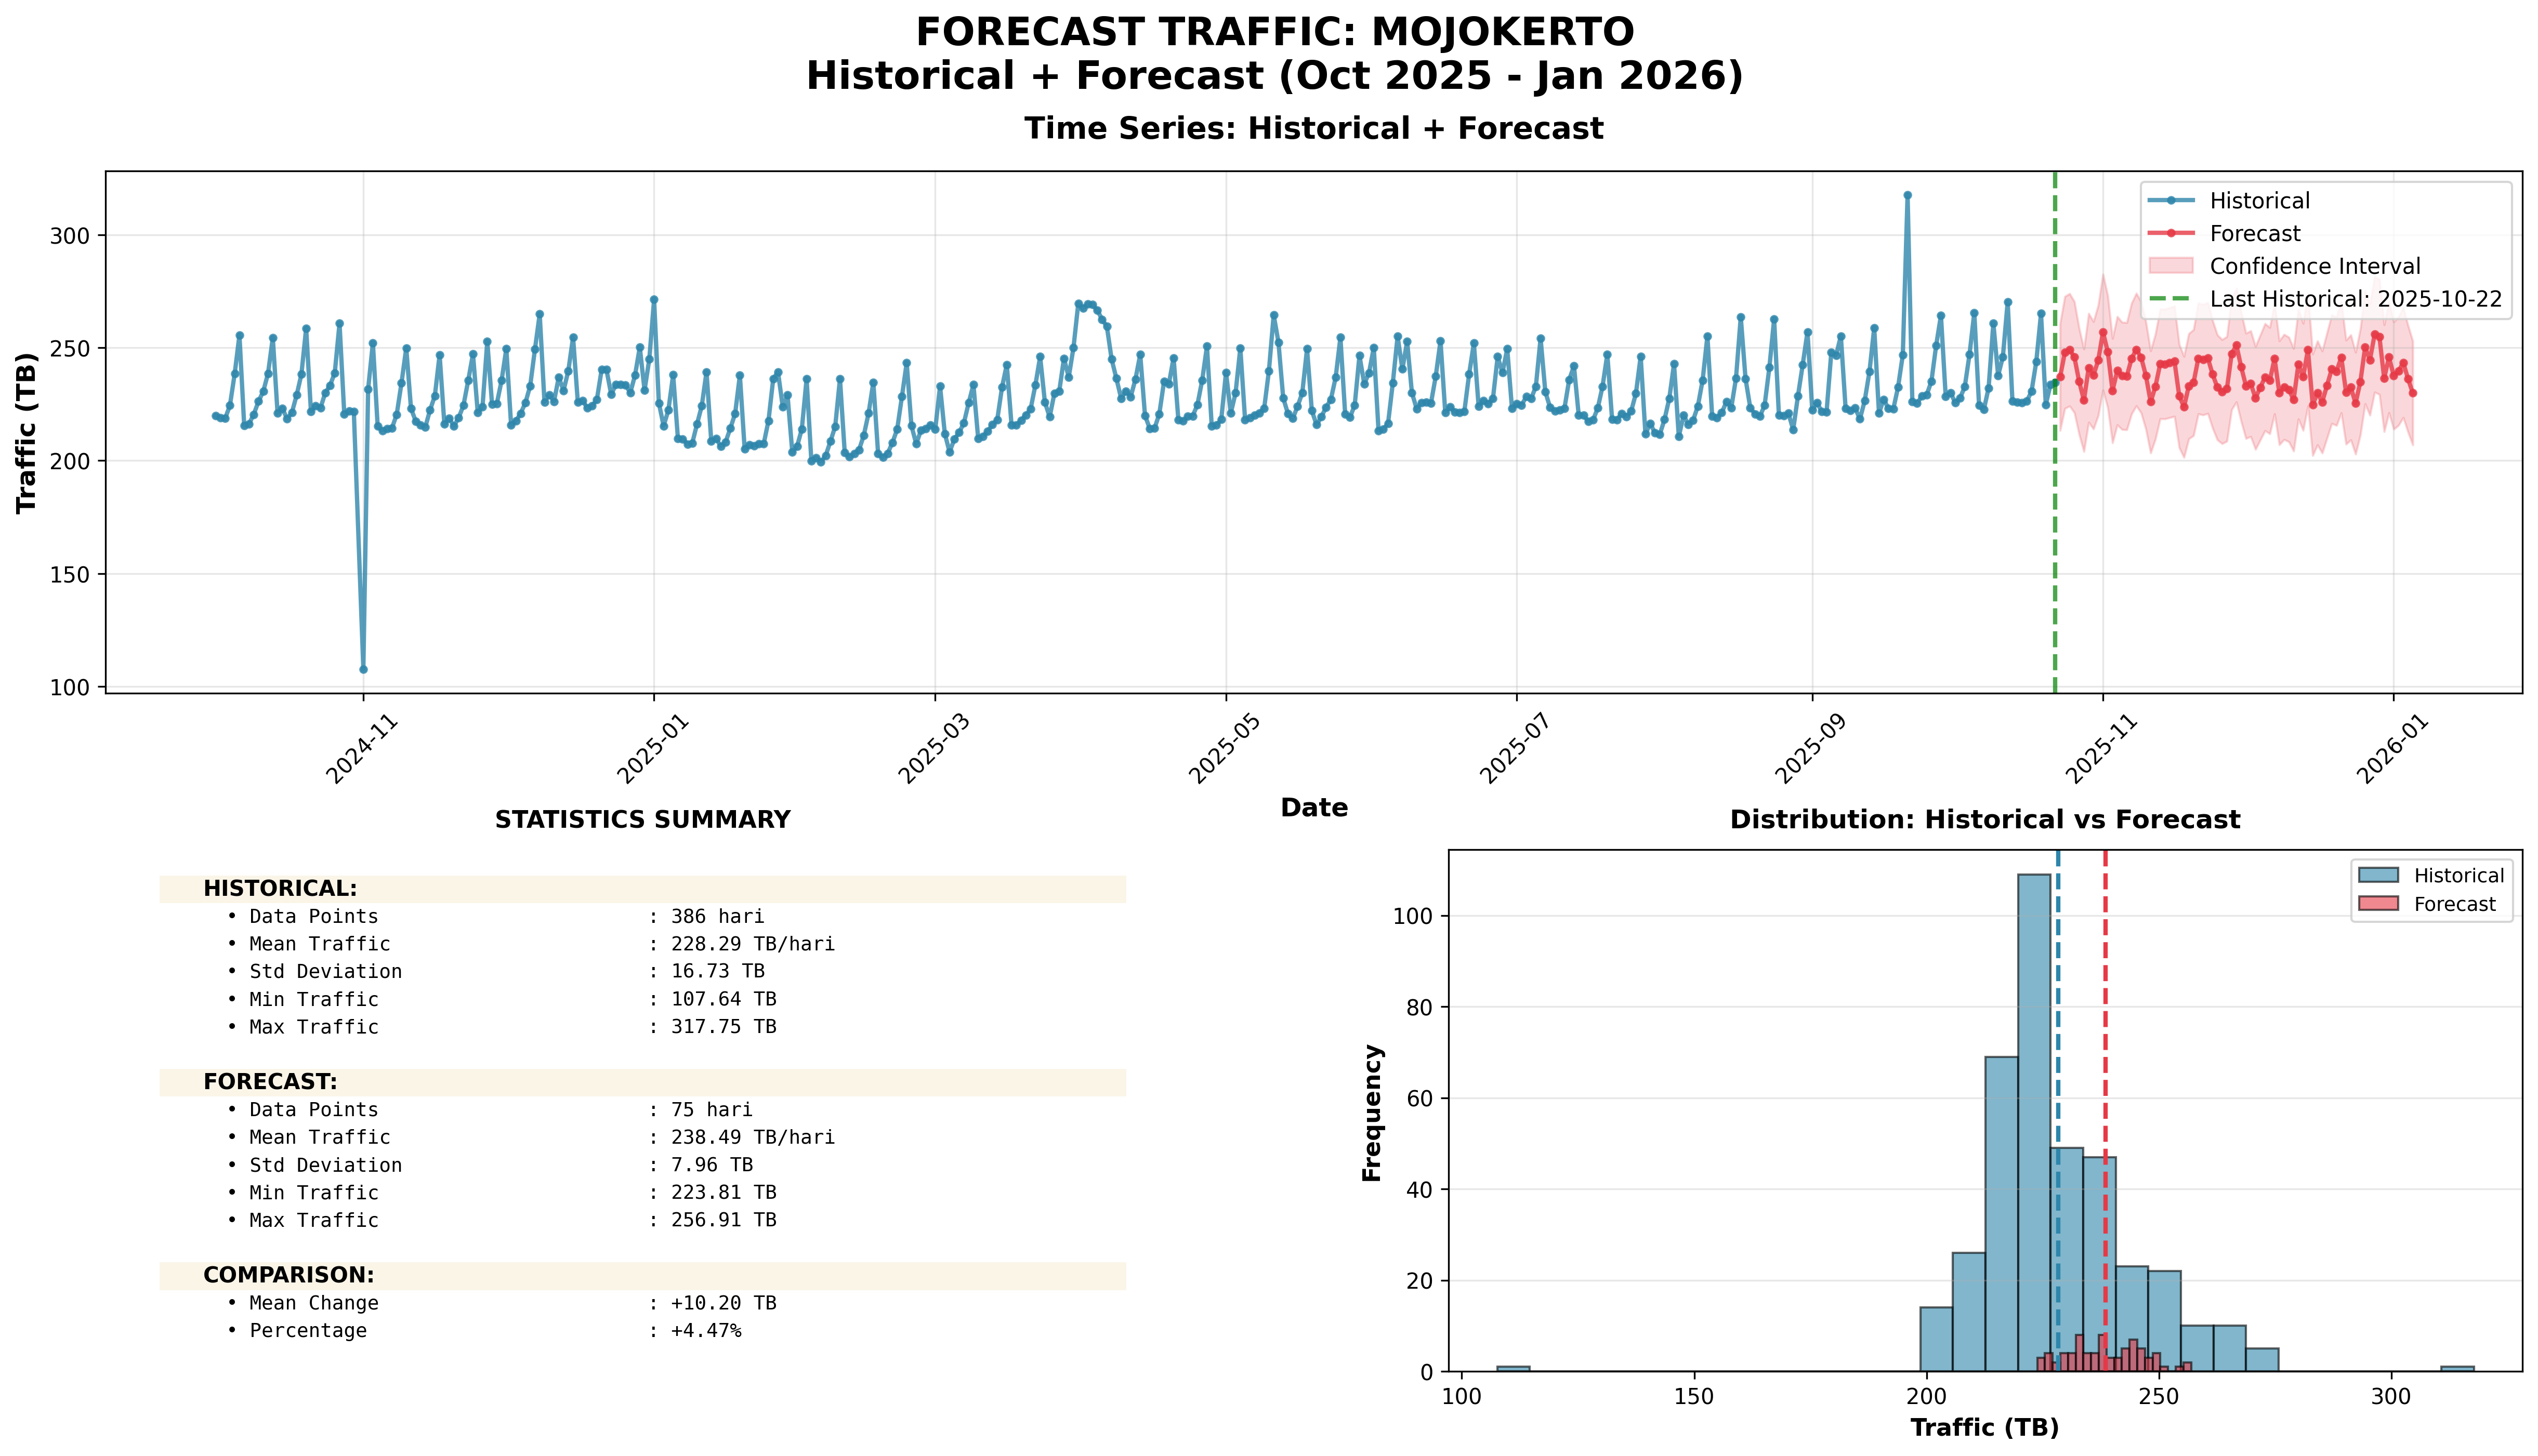 FORECAST TRAFFIC: MOJOKERTO
Historical + Forecast (Oct 2025 - Jan 2026)
Time Series: Historical + Forecast
Traffic (TB)
300
250
200
150
100
Historical
Forecast
Confidence Interval
Last Historical: 2025-10-22
2024-11
2025-01
2025-03
2025-05
2025-07
2025-09
2025-11
2026-01
Date
STATISTICS SUMMARY
HISTORICAL:
• Data Points : 386 hari
• Mean Traffic : 228.29 TB/hari
• Std Deviation : 16.73 TB
• Min Traffic : 107.64 TB
• Max Traffic : 317.75 TB
FORECAST:
• Data Points : 75 hari
• Mean Traffic : 238.49 TB/hari
• Std Deviation : 7.96 TB
• Min Traffic : 223.81 TB
• Max Traffic : 256.91 TB
COMPARISON:
• Mean Change : +10.20 TB
• Percentage : +4.47%
Distribution: Historical vs Forecast
Frequency
100
80
60
40
20
0
Historical
Forecast
100
150
200
250
300
Traffic (TB)